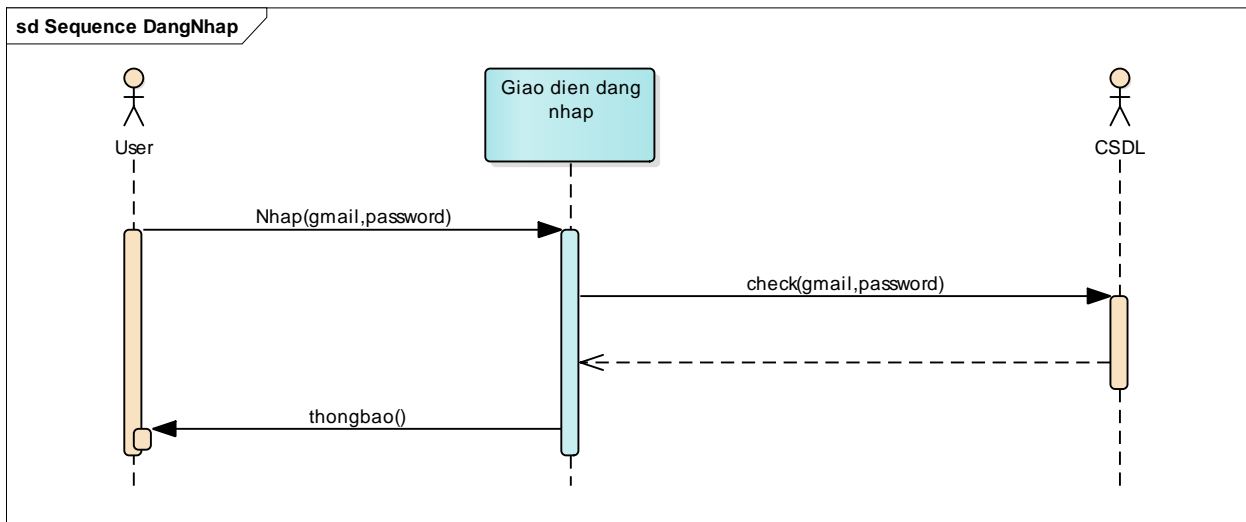 sd Sequence DangNhap
User
Giao dien dang
nhap
CSDL
Nhap(gmail,password)
check(gmail,password)
thongbao()